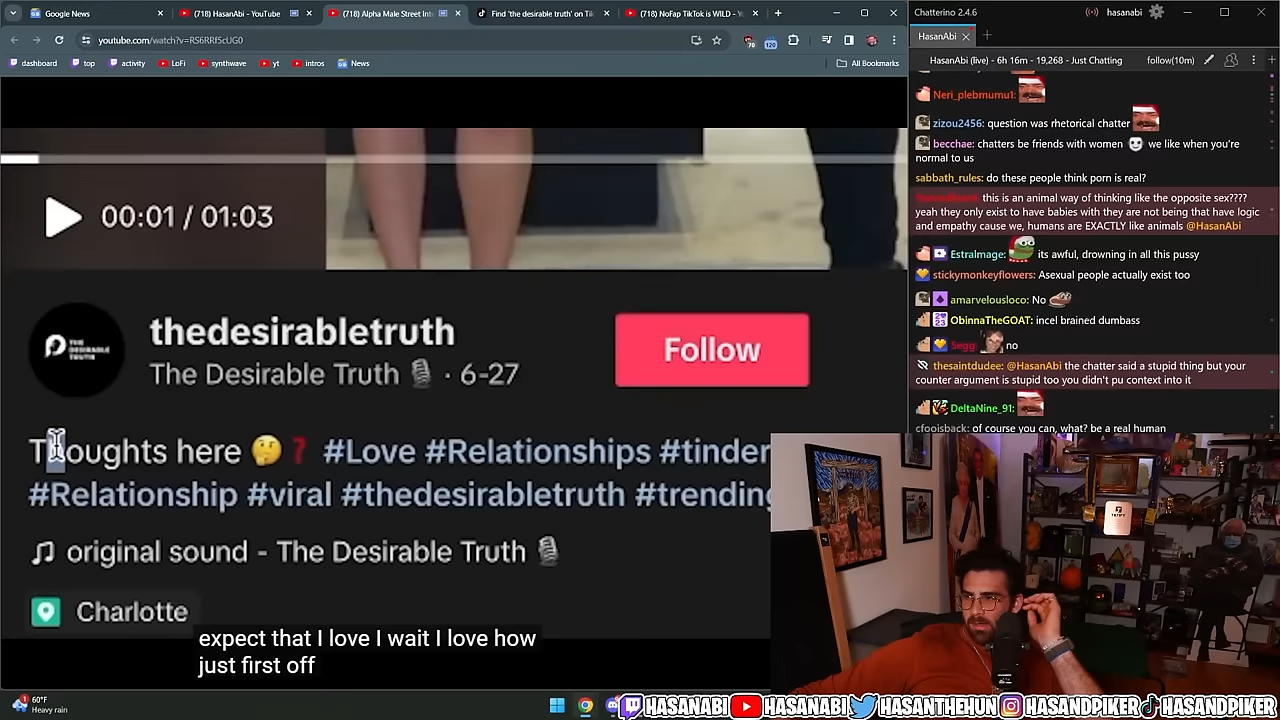 Google News
(718) HasanAbi - YouTube
(718) Alpha Male Street Int
Find 'the desirable truth' on Ti
(718) NoFap TikTok is WILD - Y
Chatterino 2.4.6
hasanabi
youtube.com/watch?v=RS6RRf5cUG0
70
120
HasanAbi
dashboard
top
activity
LoFi
synthwave
yt
intros
News
All Bookmarks
HasanAbi (live) - 6h 16m - 19,268 - Just Chatting
follow(10m)
Neri_plebmumu1:
zizou2456: question was rhetorical chatter
becchae: chatters be friends with women we like when you're
normal to us
sabbath_rules: do these people think porn is real?
this is an animal way of thinking like the opposite sex????
yeah they only exist to have babies with they are not being that have logic
and empathy cause we, humans are EXACTLY like animals @HasanAbi
EstraImage: its awful, drowning in all this pussy
stickymonkeyflowers: Asexual people actually exist too
amarvelousloco: No
ObinnaTheGOAT: incel brained dumbass
Segg: no
thesaintdudee: @HasanAbi the chatter said a stupid thing but your
counter argument is stupid too you didn't pu context into it
DeltaNine_91:
cfooisback: of course you can, what? be a real human
00:01 / 01:03
THE
DESIRABLE
TRUTH
thedesirabletruth
The Desirable Truth · 6-27
Follow
Thoughts here #Love #Relationships #tinder
#Relationship #viral #thedesirabletruth #trending
original sound - The Desirable Truth
Charlotte
expect that I love I wait I love how
just first off
60°F
Heavy rain
HASANABI
HASANABI
HASANTHEHUN
HASANDPIKER
HASANDPIKER